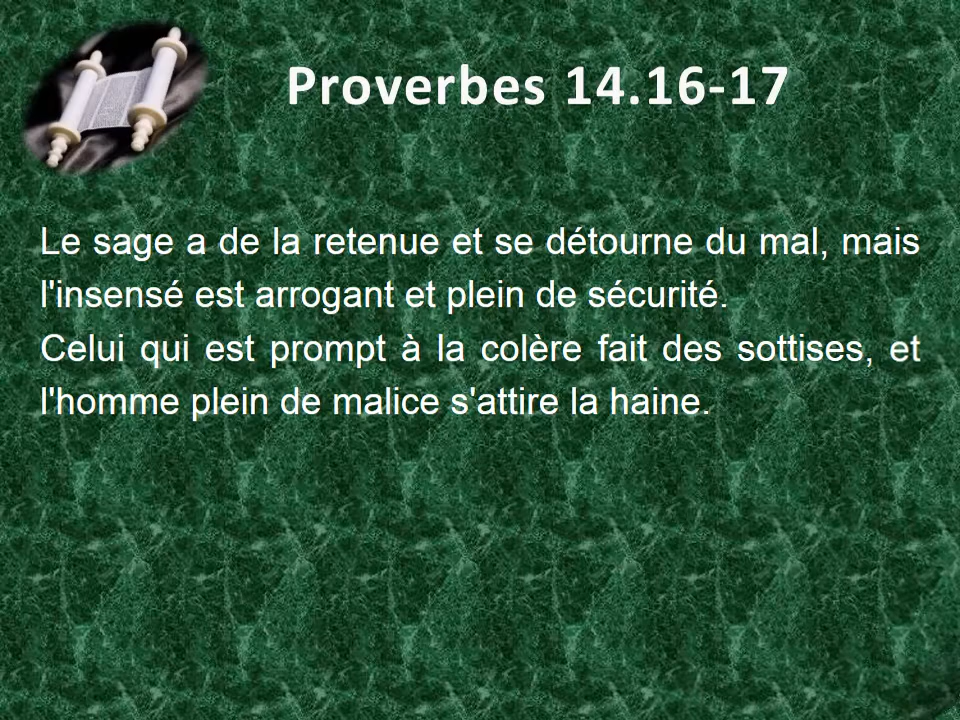 Proverbes 14.16-17
Le sage a de la retenue et se détourne du mal, mais
l'insensé est arrogant et plein de sécurité.
Celui qui est prompt à la colère fait des sottises, et
l'homme plein de malice s'attire la haine.